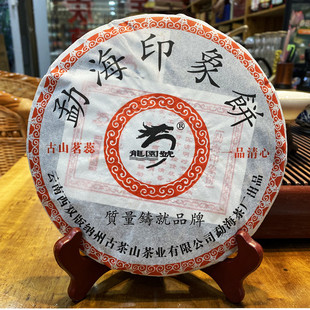 勐海印象餅
古山茗蕊
品清心
®
龍園號
質量鑄就品牌
云南西双版纳州古茶山茶业有限公司勐海茶厂出品